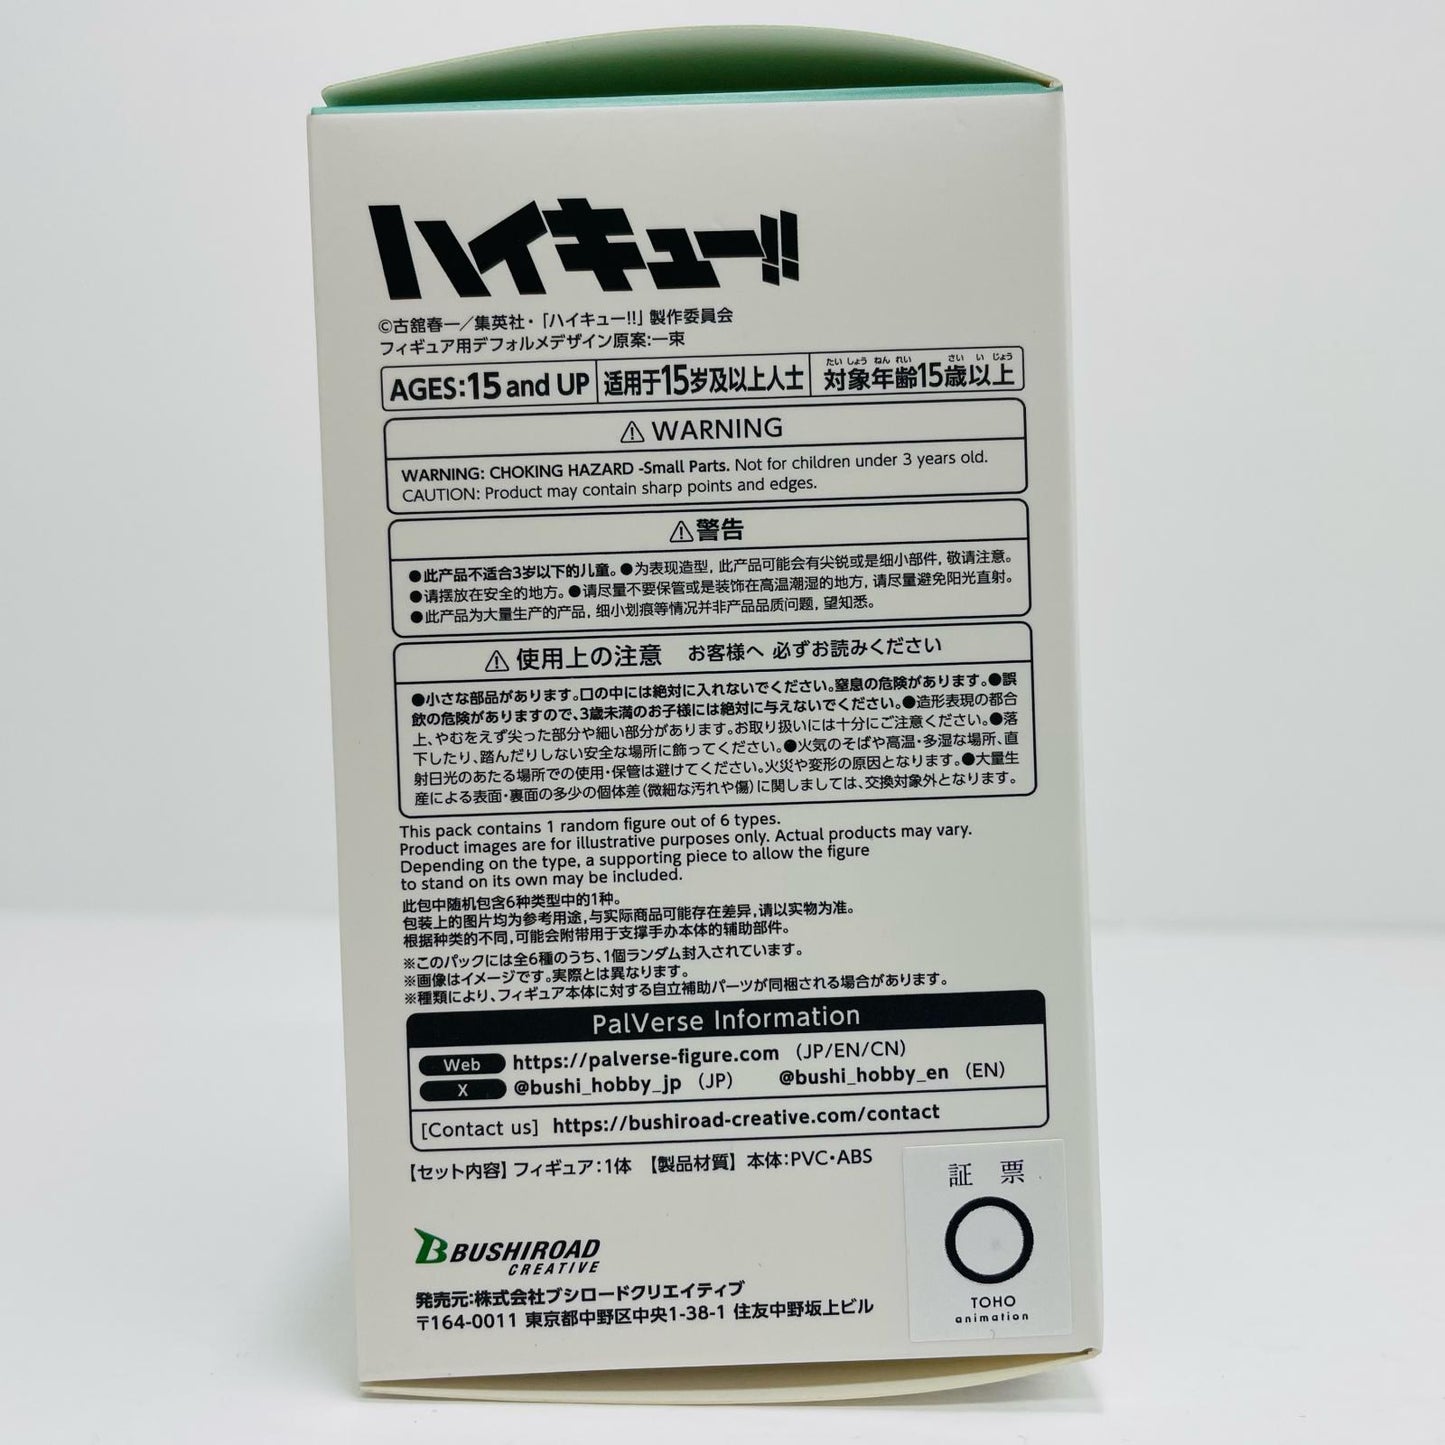 ハイキュー!!
©古舘春一／集英社・「ハイキュー!!」製作委員会
フィギュア用デフォルメデザイン原案:一束
AGES:15 and UP 适用于15岁及以上人士 対象年齢15歳以上
たいしょうねんれい さいいじょう
⚠ WARNING
WARNING: CHOKING HAZARD -Small Parts. Not for children under 3 years old.
CAUTION: Product may contain sharp points and edges.
⚠警告
●此产品不适合3岁以下的儿童。●为表现造型, 此产品可能会有尖锐或是细小部件, 敬请注意。
●请摆放在安全的地方。●请尽量不要保管或是装饰在高温潮湿的地方, 请尽量避免阳光直射。
●此产品为大量生产的产品, 细小划痕等情况并非产品品质问题, 望知悉。
⚠ 使用上の注意 お客様へ 必ずお読みください
●小さな部品があります。口の中には絶対に入れないでください。窒息の危険があります。●誤
飲の危険がありますので、3歳未満のお子様には絶対に与えないでください。●造形表現の都合
上、やむをえず尖った部分や細い部分があります。お取り扱いには十分にご注意ください。●落
下したり、踏んだりしない安全な場所に飾ってください。●火気のそばや高温・多湿な場所、直
射日光のあたる場所での使用・保管は避けてください。火災や変形の原因となります。●大量生
産による表面・裏面の多少の個体差（微細な汚れや傷）に関しましては、交換対象外となります。
This pack contains 1 random figure out of 6 types.
Product images are for illustrative purposes only. Actual products may vary.
Depending on the type, a supporting piece to allow the figure
to stand on its own may be included.
此包中随机包含6种类型中的1种。
包装上的图片均为参考用途,与实际商品可能存在差异,请以实物为准。
根据种类的不同,可能会附带用于支撑手办本体的辅助部件。
※このパックには全6種のうち、1個ランダム封入されています。
※画像はイメージです。実際とは異なります。
※種類により、フィギュア本体に対する自立補助パーツが同梱される場合があります。
PalVerse Information
Web https://palverse-figure.com （JP/EN/CN）
X @bushi_hobby_jp （JP） @bushi_hobby_en （EN）
[Contact us] https://bushiroad-creative.com/contact
【セット内容】フィギュア:1体 【製品材質】本体:PVC・ABS
BUSHIROAD
CREATIVE
発売元:株式会社ブシロードクリエイティブ
〒164-0011 東京都中野区中央1-38-1 住友中野坂上ビル
証 票
TOHO
animation